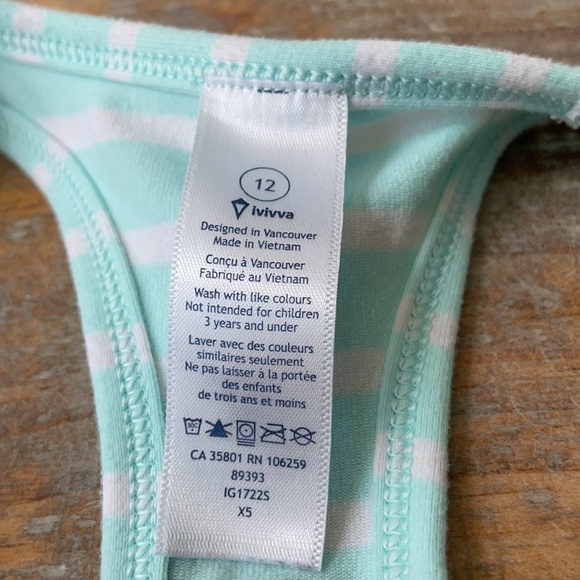 12
ivivva
Designed in Vancouver
Made in Vietnam
Conçu à Vancouver
Fabriqué au Vietnam
Wash with like colours
Not intended for children
3 years and under
Laver avec des couleurs
similaires seulement
Ne pas laisser à la portée
des enfants
de trois ans et moins
CA 35801 RN 106259
89393
IG1722S
X5